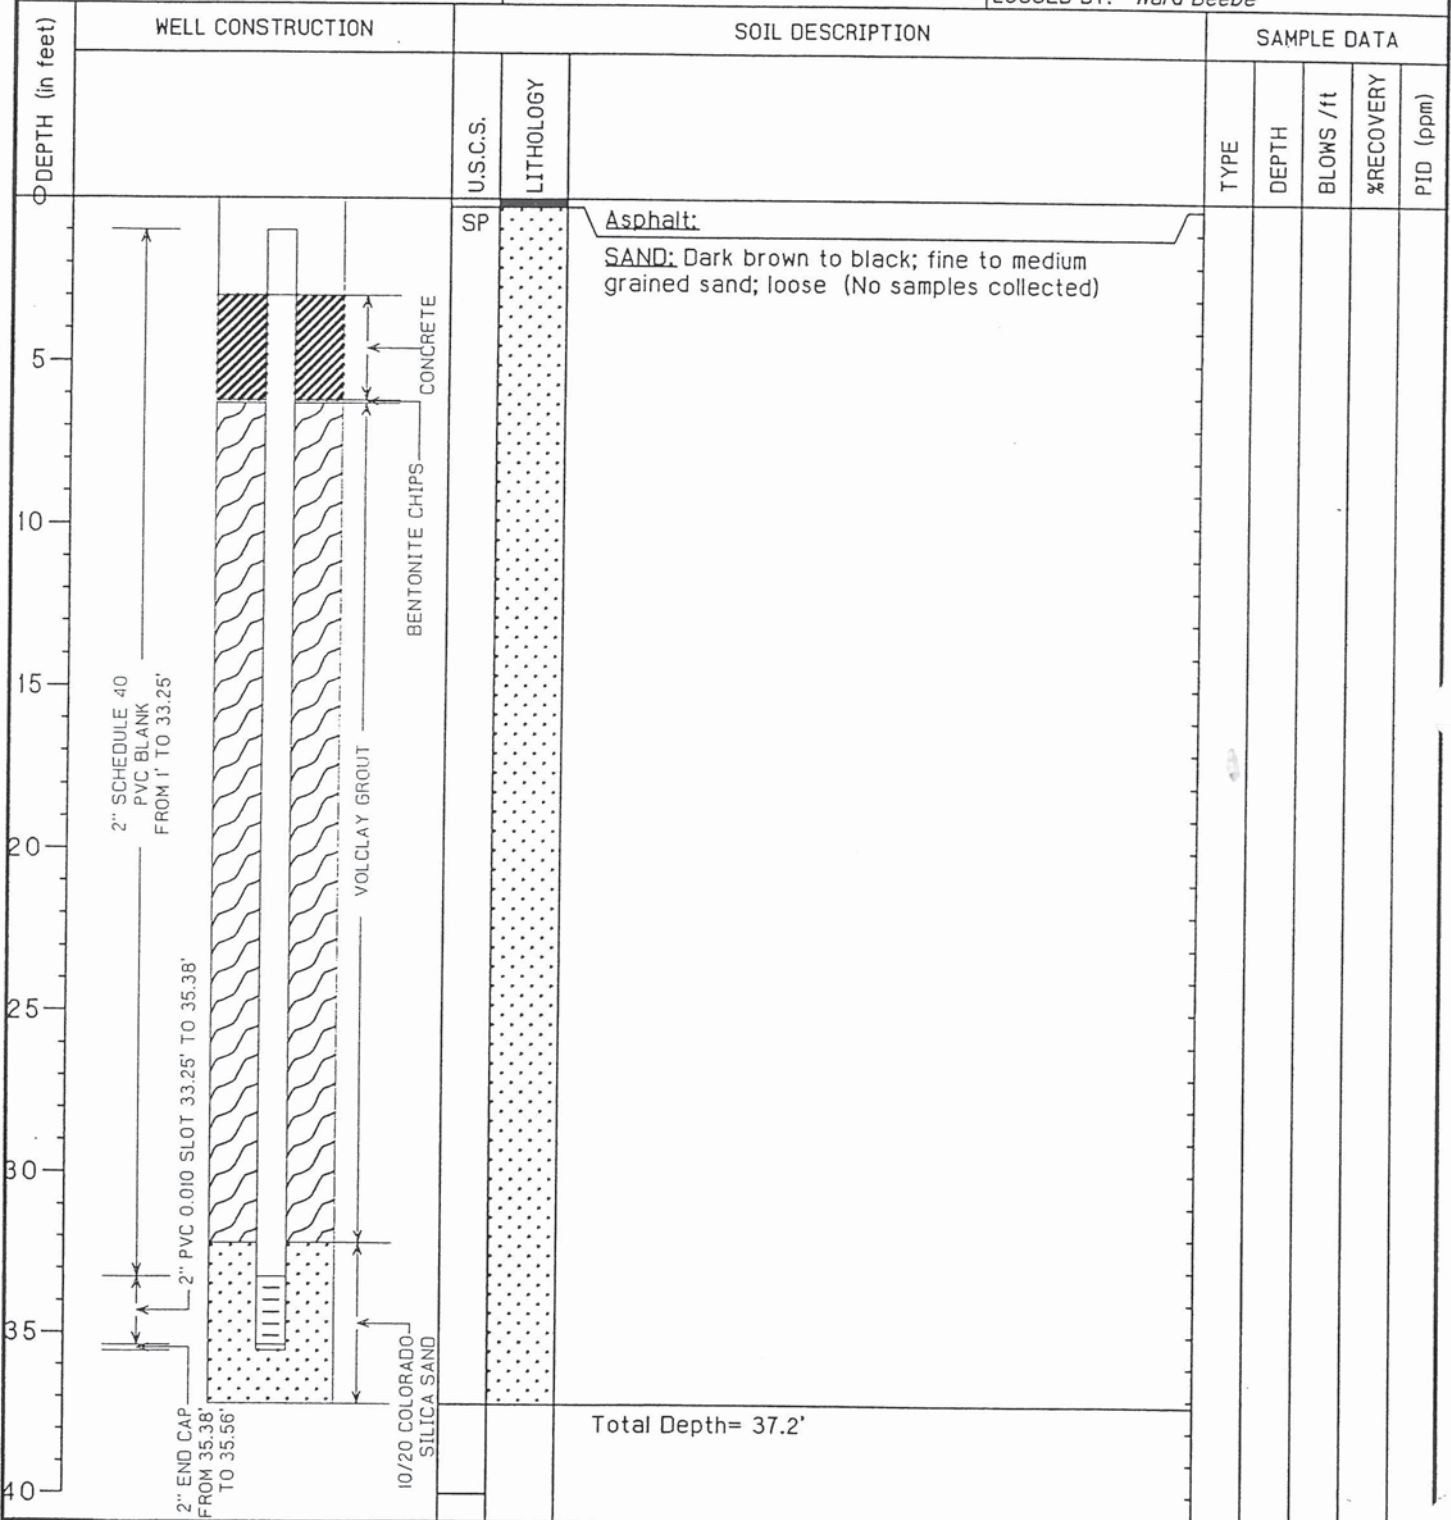 LOGGED BY: Ward Beebe
DEPTH (in feet)
WELL CONSTRUCTION
SOIL DESCRIPTION
SAMPLE DATA
U.S.C.S.
LITHOLOGY
TYPE
DEPTH
BLOWS /ft
%RECOVERY
PID (ppm)
0
5
10
15
20
25
30
35
40
2" SCHEDULE 40
PVC BLANK
FROM 1' TO 33.25'
2" PVC 0.010 SLOT 33.25' TO 35.38'
2" END CAP
FROM 35.38'
TO 35.56'
CONCRETE
BENTONITE CHIPS
VOLCLAY GROUT
10/20 COLORADO
SILICA SAND
SP
Asphalt:
SAND: Dark brown to black; fine to medium
grained sand; loose (No samples collected)
Total Depth= 37.2'